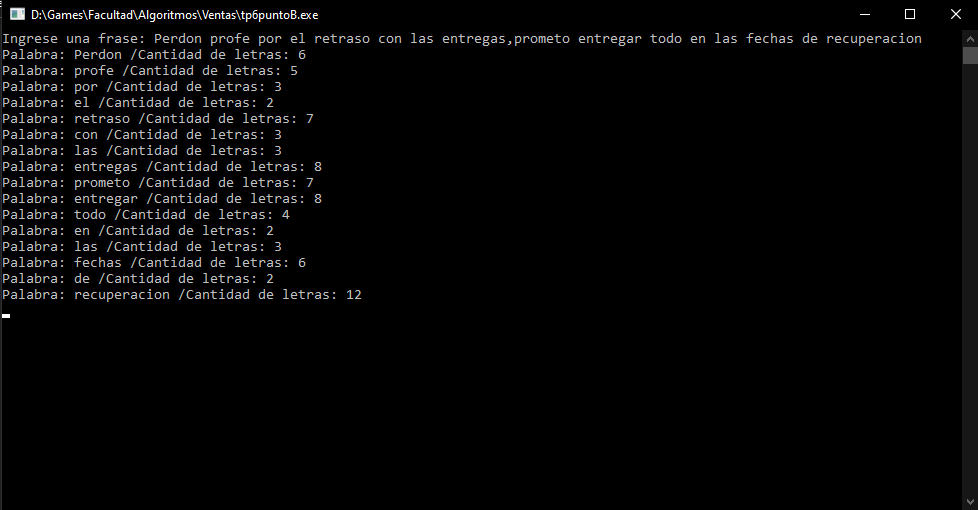 D:\Games\Facultad\Algoritmos\Ventas\tp6puntoB.exe
Ingrese una frase: Perdon profe por el retraso con las entregas,prometo entregar todo en las fechas de recuperacion
Palabra: Perdon /Cantidad de letras: 6
Palabra: profe /Cantidad de letras: 5
Palabra: por /Cantidad de letras: 3
Palabra: el /Cantidad de letras: 2
Palabra: retraso /Cantidad de letras: 7
Palabra: con /Cantidad de letras: 3
Palabra: las /Cantidad de letras: 3
Palabra: entregas /Cantidad de letras: 8
Palabra: prometo /Cantidad de letras: 7
Palabra: entregar /Cantidad de letras: 8
Palabra: todo /Cantidad de letras: 4
Palabra: en /Cantidad de letras: 2
Palabra: las /Cantidad de letras: 3
Palabra: fechas /Cantidad de letras: 6
Palabra: de /Cantidad de letras: 2
Palabra: recuperacion /Cantidad de letras: 12